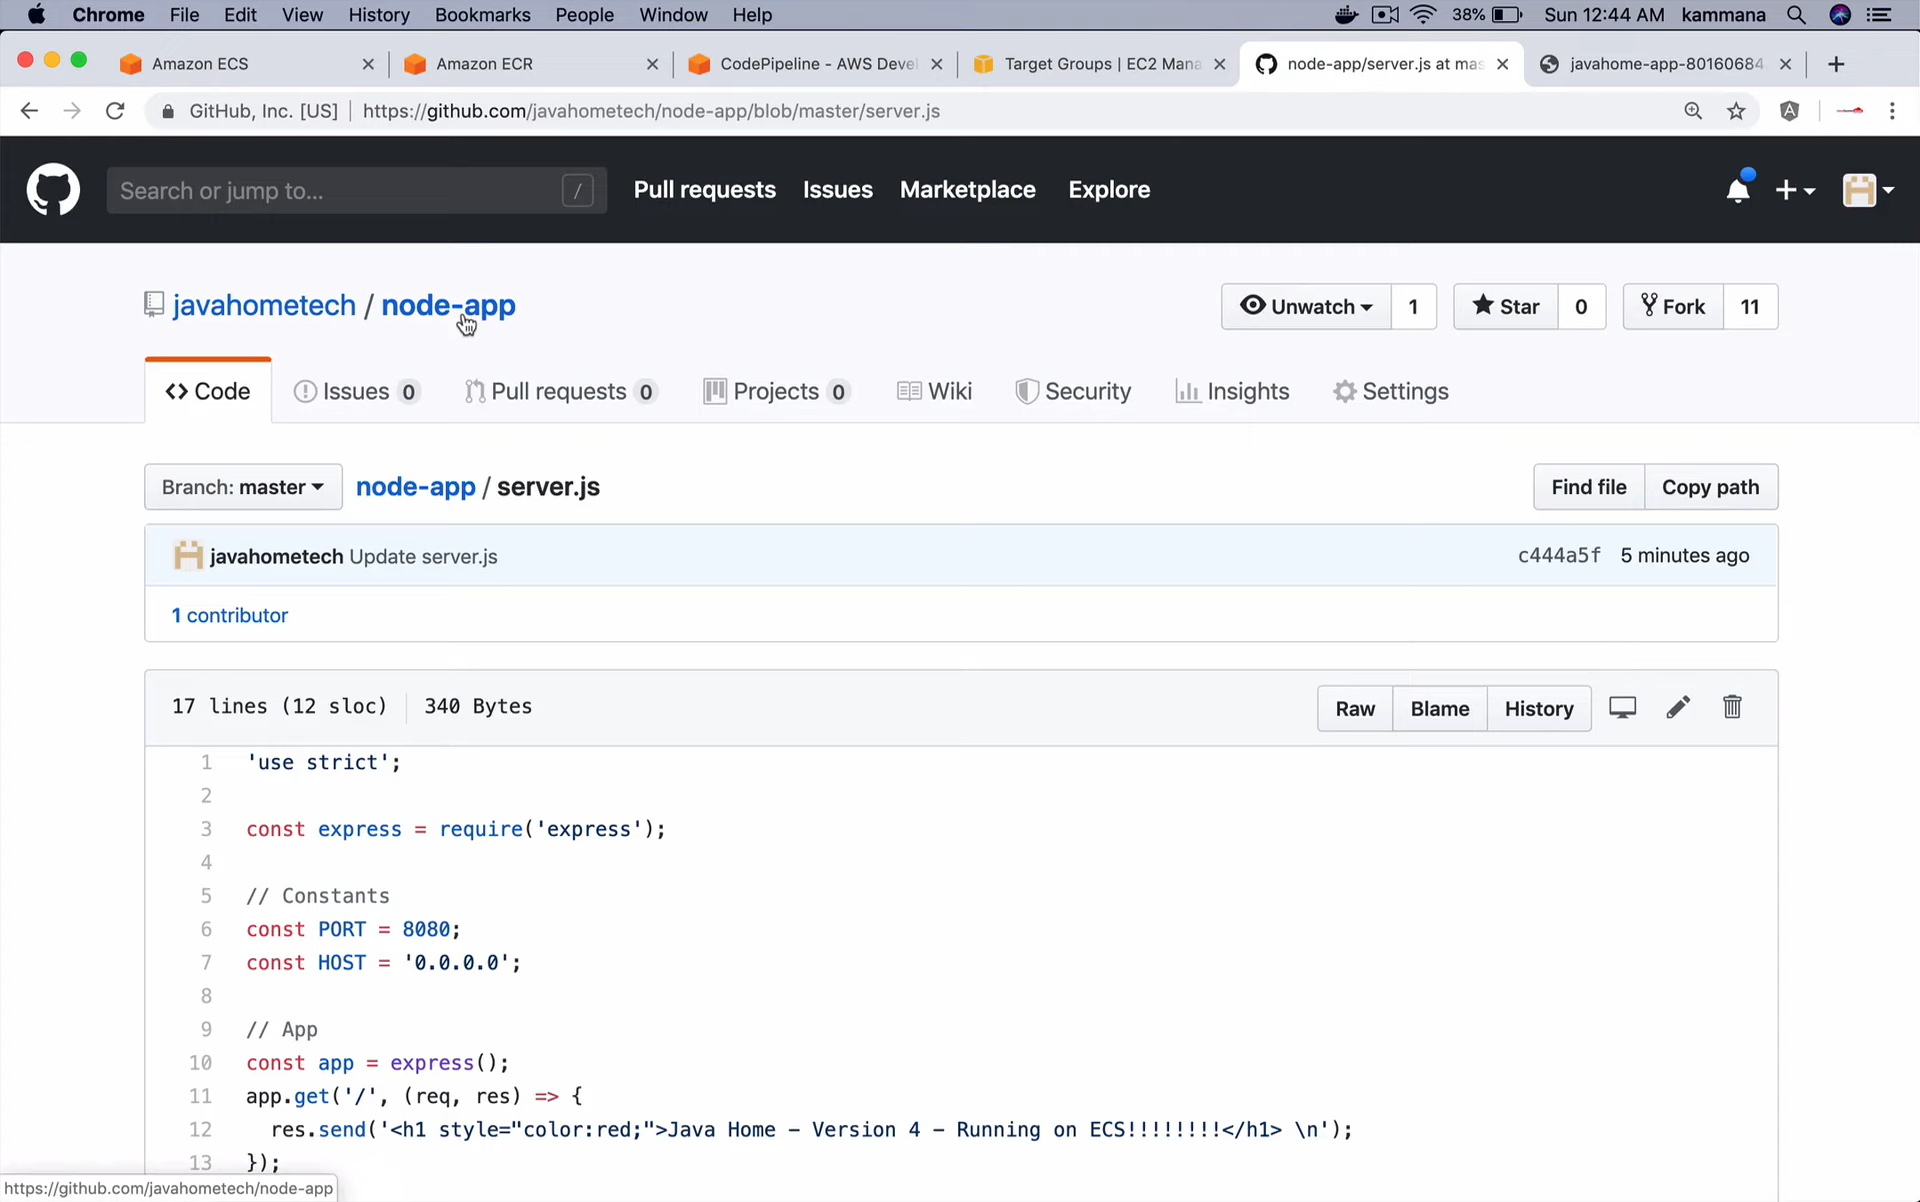 Chrome File Edit View History Bookmarks People Window Help 38% Sun 12:44 AM kammana
Amazon ECS Amazon ECR CodePipeline - AWS Devel Target Groups | EC2 Mana node-app/server.js at mas javahome-app-80160684
GitHub, Inc. [US] https://github.com/javahometech/node-app/blob/master/server.js
Search or jump to... / Pull requests Issues Marketplace Explore
javahometech / node-app Unwatch 1 Star 0 Fork 11
<> Code Issues 0 Pull requests 0 Projects 0 Wiki Security Insights Settings
Branch: master node-app / server.js Find file Copy path
javahometech Update server.js c444a5f 5 minutes ago
1 contributor
17 lines (12 sloc) 340 Bytes Raw Blame History
1 'use strict';
2
3 const express = require('express');
4
5 // Constants
6 const PORT = 8080;
7 const HOST = '0.0.0.0';
8
9 // App
10 const app = express();
11 app.get('/', (req, res) => {
12 res.send('<h1 style="color:red;">Java Home - Version 4 - Running on ECS!!!!!!!!</h1> \n');
13 });
https://github.com/javahometech/node-app